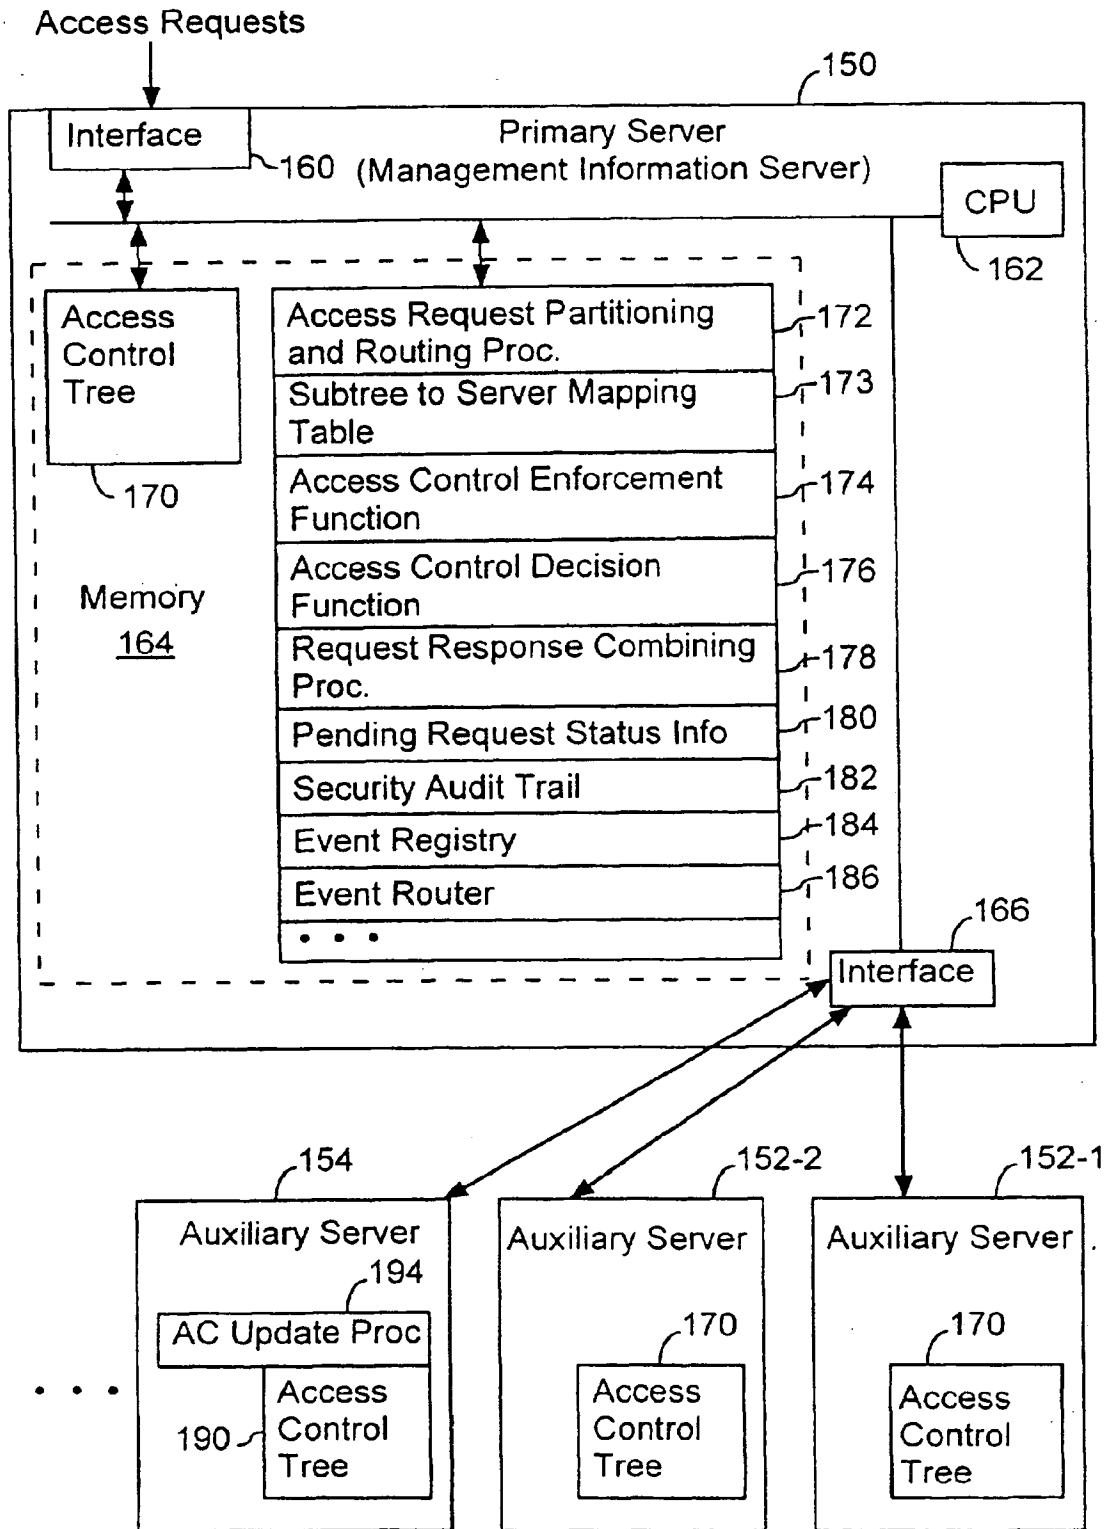 Access Requests
150
Interface
Primary Server
(Management Information Server)
160
CPU
162
Access
Control
Tree
170
Memory
164
Access Request Partitioning
and Routing Proc.
172
Subtree to Server Mapping
Table
173
Access Control Enforcement
Function
174
Access Control Decision
Function
176
Request Response Combining
Proc.
178
Pending Request Status Info
180
Security Audit Trail
182
Event Registry
184
Event Router
186
• • •
166
Interface
154
Auxiliary Server
194
AC Update Proc
190
Access
Control
Tree
152-2
Auxiliary Server
170
Access
Control
Tree
152-1
Auxiliary Server
170
Access
Control
Tree
• • •